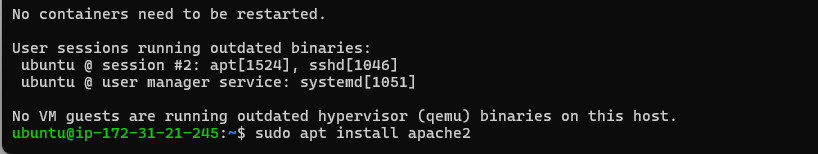 No containers need to be restarted.
User sessions running outdated binaries:
ubuntu @ session #2: apt[1524], sshd[1046]
ubuntu @ user manager service: systemd[1051]
No VM guests are running outdated hypervisor (qemu) binaries on this host.
ubuntu@ip-172-31-21-245:~$ sudo apt install apache2